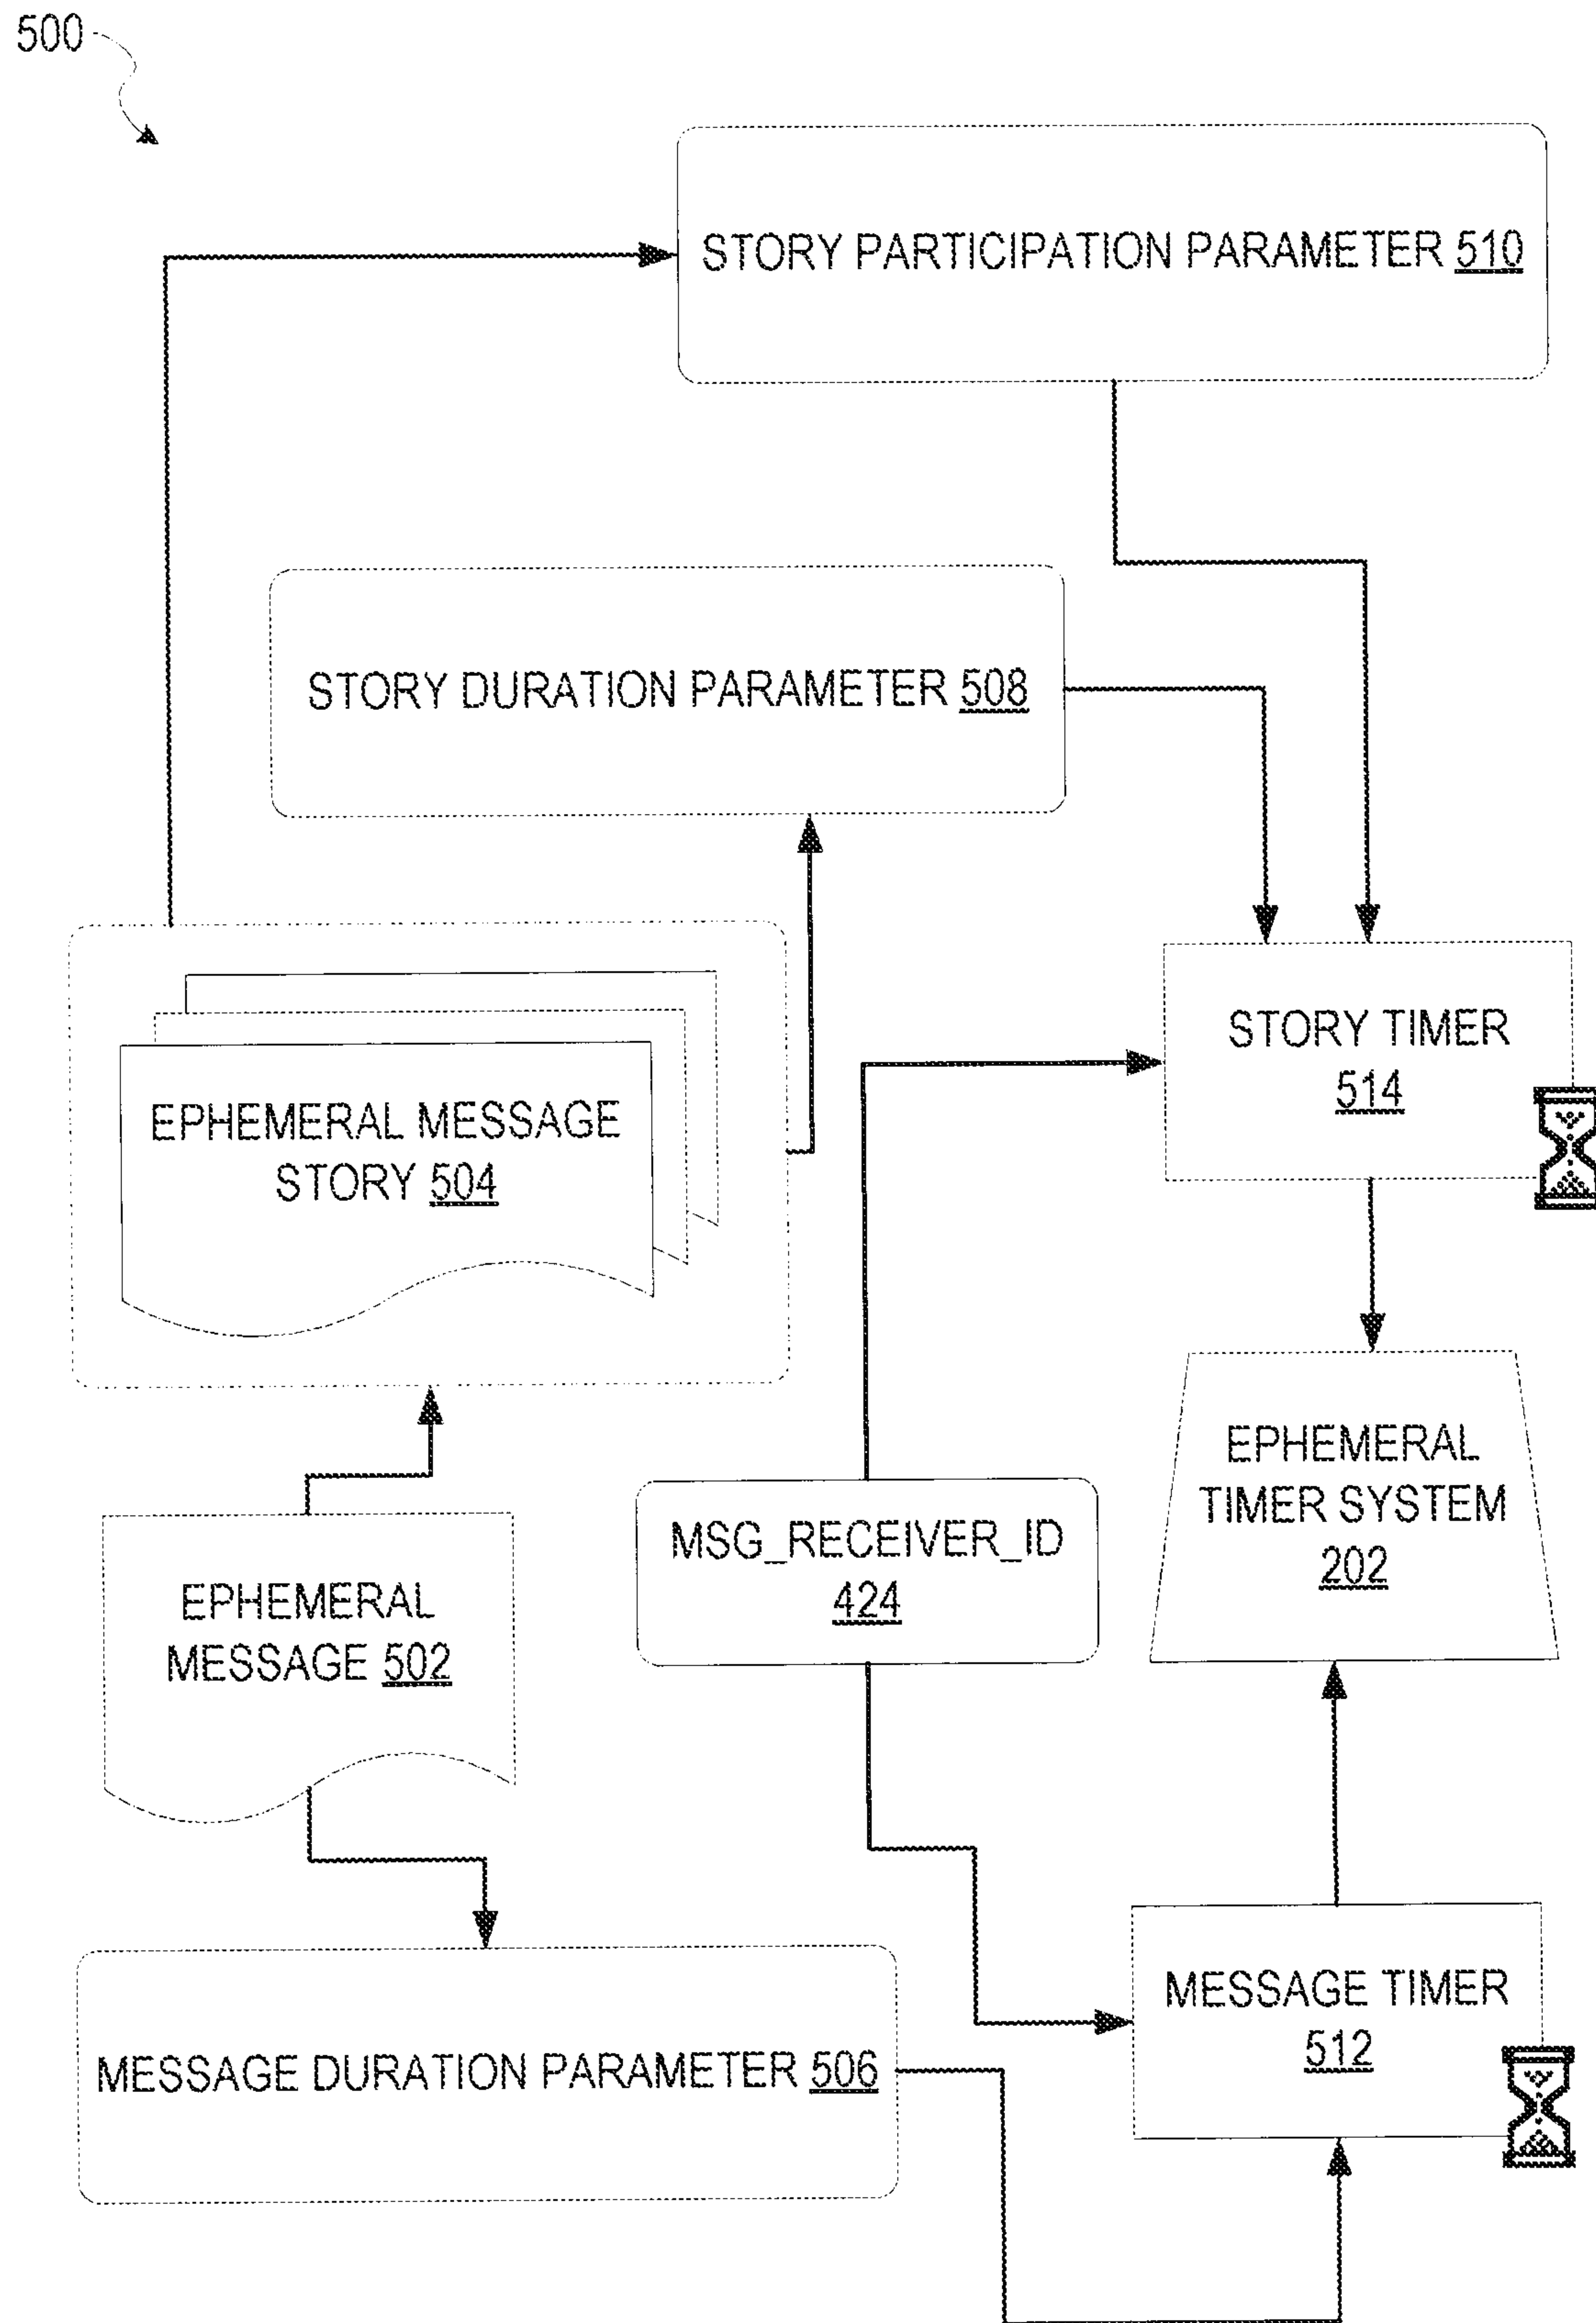 500
STORY PARTICIPATION PARAMETER 510
STORY DURATION PARAMETER 508
EPHEMERAL MESSAGE
STORY 504
STORY TIMER
514
EPHEMERAL
TIMER SYSTEM
202
MSG_RECEIVER_ID
424
EPHEMERAL
MESSAGE 502
MESSAGE TIMER
512
MESSAGE DURATION PARAMETER 506